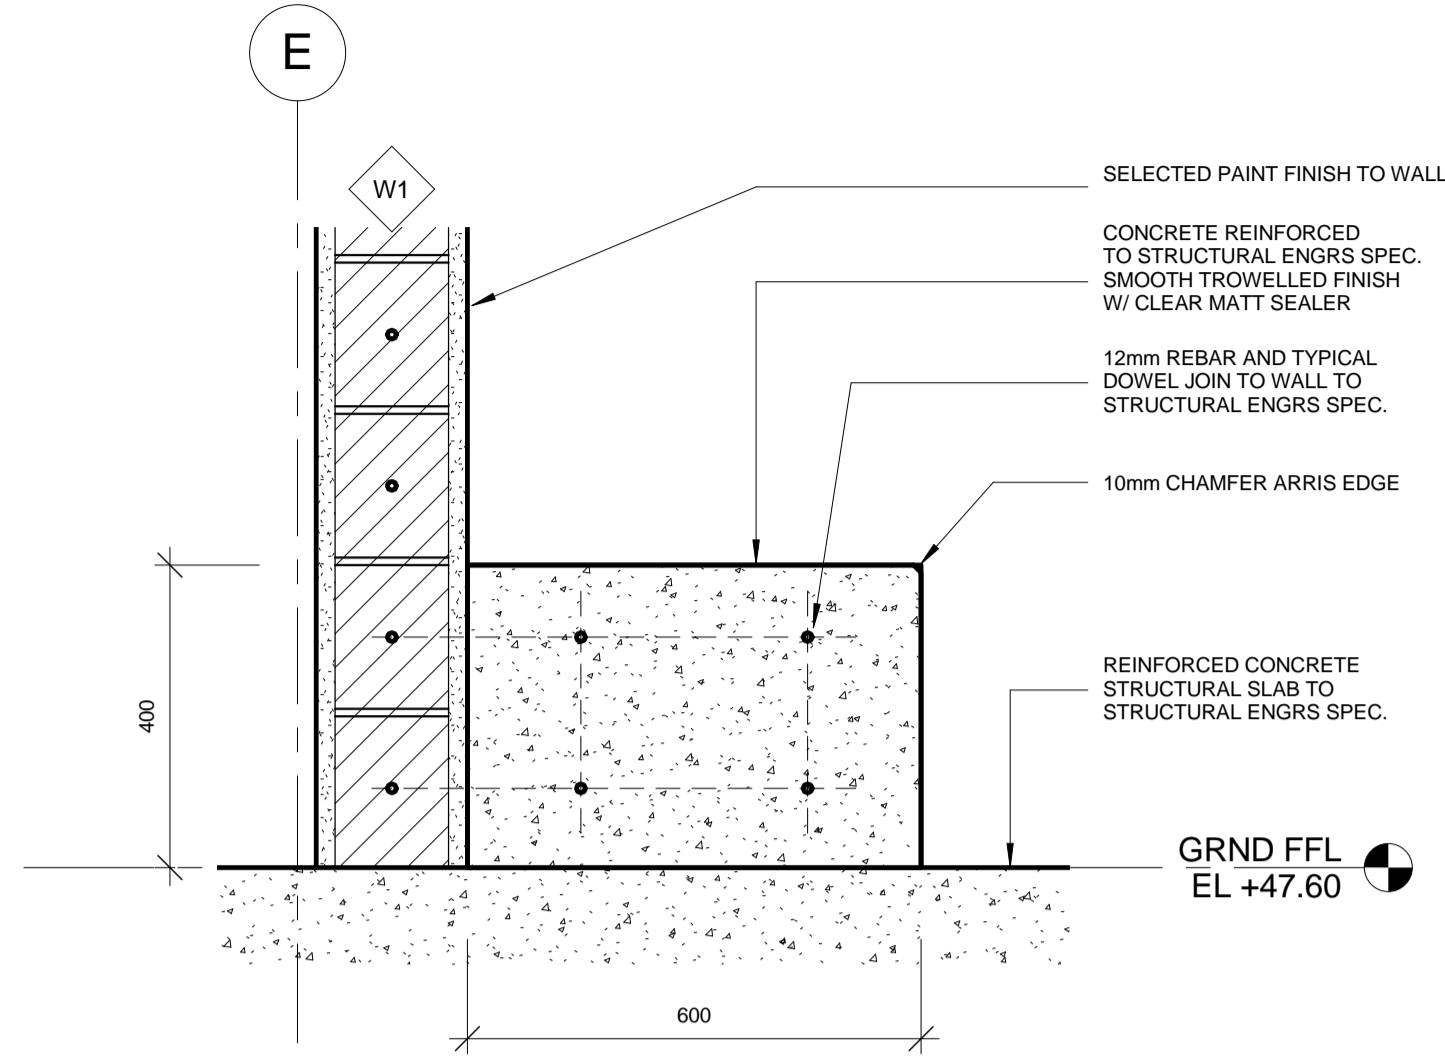 E
W1
SELECTED PAINT FINISH TO WALL
CONCRETE REINFORCED
TO STRUCTURAL ENGRS SPEC.
SMOOTH TROWELLED FINISH
W/ CLEAR MATT SEALER
12mm REBAR AND TYPICAL
DOWEL JOIN TO WALL TO
STRUCTURAL ENGRS SPEC.
10mm CHAMFER ARRIS EDGE
REINFORCED CONCRETE
STRUCTURAL SLAB TO
STRUCTURAL ENGRS SPEC.
400
GRND FFL
EL +47.60
600